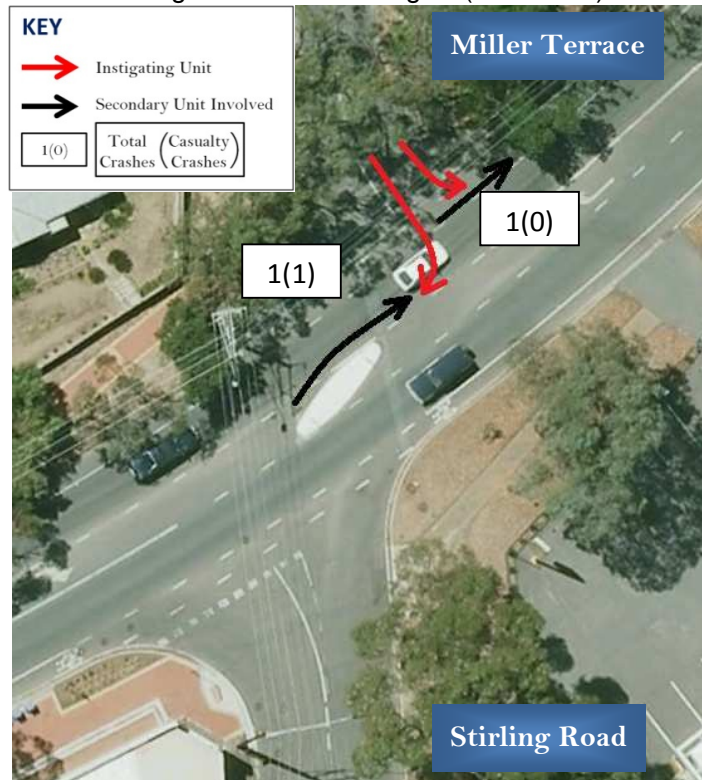 KEY
Miller Terrace
Instigating Unit
Secondary Unit Involved
1(0)
Total Crashes (Casualty Crashes)
1(0)
1(1)
Stirling Road